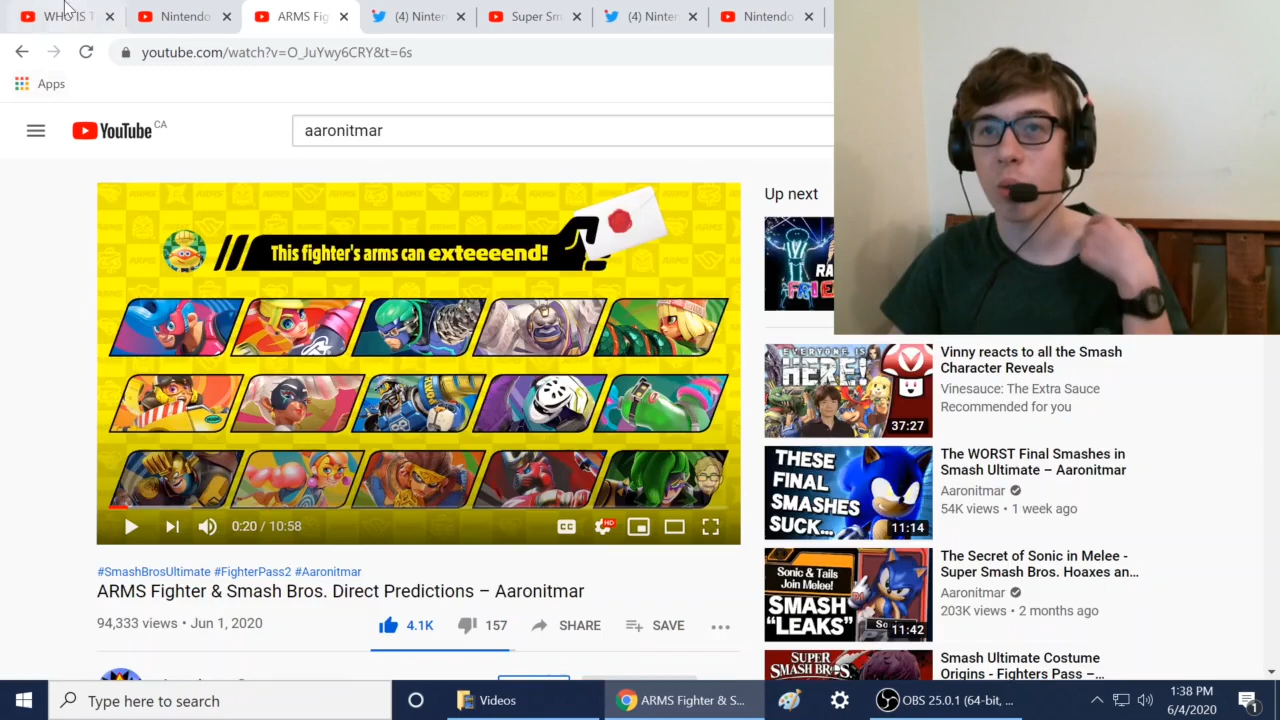 WHO IS T
Nintendo
ARMS Fig
(4) Ninten
Super Sm
(4) Ninten
Nintendo
youtube.com/watch?v=O_JuYwy6CRY&t=6s
Apps
YouTube CA
aaronitmar
Up next
This fighter's arms can exteeeend!
0:20 / 10:58
CC
HD
#SmashBrosUltimate #FighterPass2 #Aaronitmar
ARMS Fighter & Smash Bros. Direct Predictions – Aaronitmar
94,333 views • Jun 1, 2020
4.1K
157
SHARE
SAVE
EVERYONE IS
HERE!
37:27
Vinny reacts to all the Smash
Character Reveals
Vinesauce: The Extra Sauce
Recommended for you
THESE
FINAL
SMASHES
SUCK...
11:14
The WORST Final Smashes in
Smash Ultimate – Aaronitmar
Aaronitmar
54K views • 1 week ago
Sonic & Tails
Join Melee!
SMASH
"LEAKS"
11:42
The Secret of Sonic in Melee -
Super Smash Bros. Hoaxes an...
Aaronitmar
203K views • 2 months ago
SUPER
Smash Ultimate Costume
Origins - Fighters Pass –...
Type here to search
Videos
ARMS Fighter & S...
OBS 25.0.1 (64-bit, ...
1:38 PM
6/4/2020
1